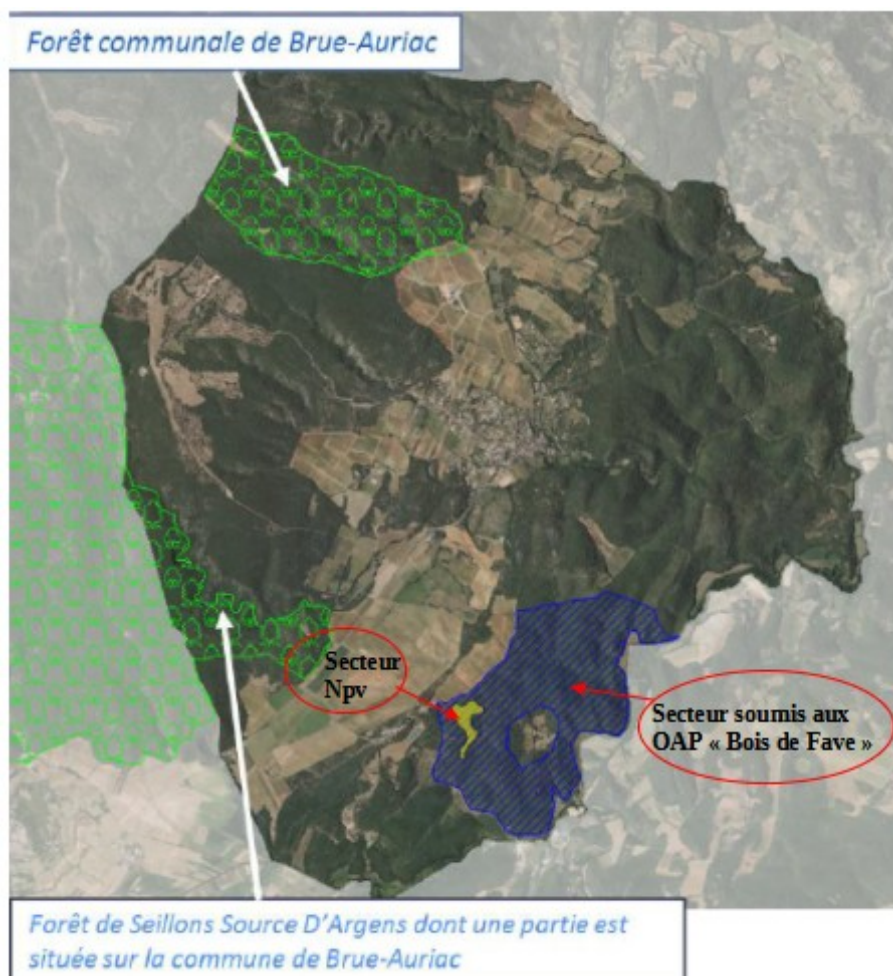 Forêt communale de Brue-Auriac
Secteur
Npv
Secteur soumis aux
OAP « Bois de Fave »
Forêt de Seillons Source D'Argens dont une partie est
située sur la commune de Brue-Auriac